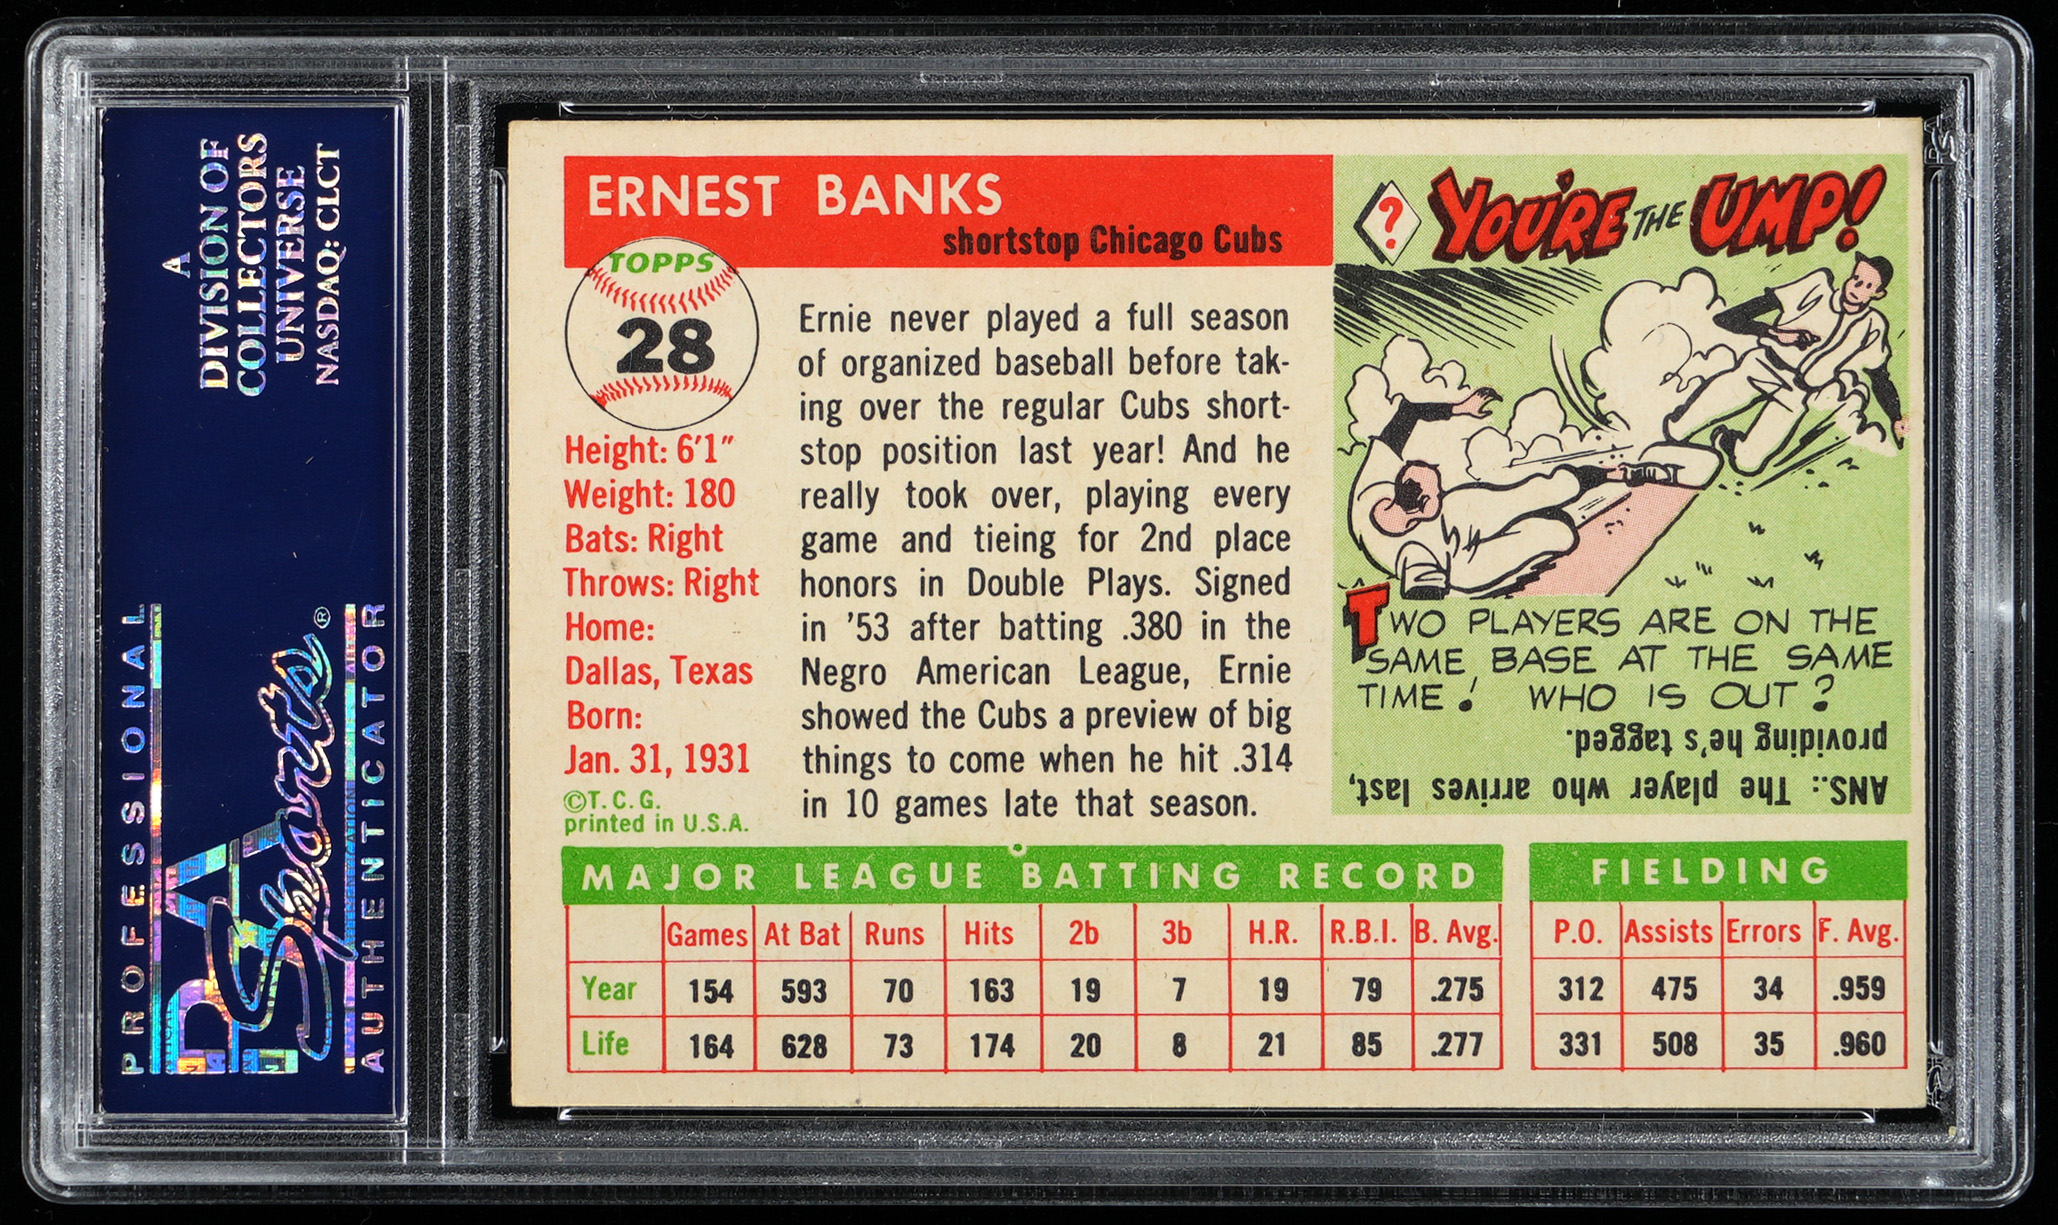 A
DIVISION OF
COLLECTORS
UNIVERSE
NASDAQ: CLCT
PROFESSIONAL
PSA
Sports®
AUTHENTICATOR
ERNEST BANKS
shortstop Chicago Cubs
TOPPS
28
Height: 6'1"
Weight: 180
Bats: Right
Throws: Right
Home:
Dallas, Texas
Born:
Jan. 31, 1931
©T. C. G.
printed in U.S.A.
Ernie never played a full season
of organized baseball before tak-
ing over the regular Cubs short-
stop position last year! And he
really took over, playing every
game and tieing for 2nd place
honors in Double Plays. Signed
in '53 after batting .380 in the
Negro American League, Ernie
showed the Cubs a preview of big
things to come when he hit .314
in 10 games late that season.
?
YOU'RE THE UMP!
TWO PLAYERS ARE ON THE
SAME BASE AT THE SAME
TIME! WHO IS OUT?
ANS.: The player who arrives last,
providing he's tagged.
MAJOR LEAGUE BATTING RECORD
Games At Bat Runs Hits 2b 3b H.R. R.B.I. B. Avg.
Year 154 593 70 163 19 7 19 79 .275
Life 164 628 73 174 20 8 21 85 .277
FIELDING
P.O. Assists Errors F. Avg.
312 475 34 .959
331 508 35 .960